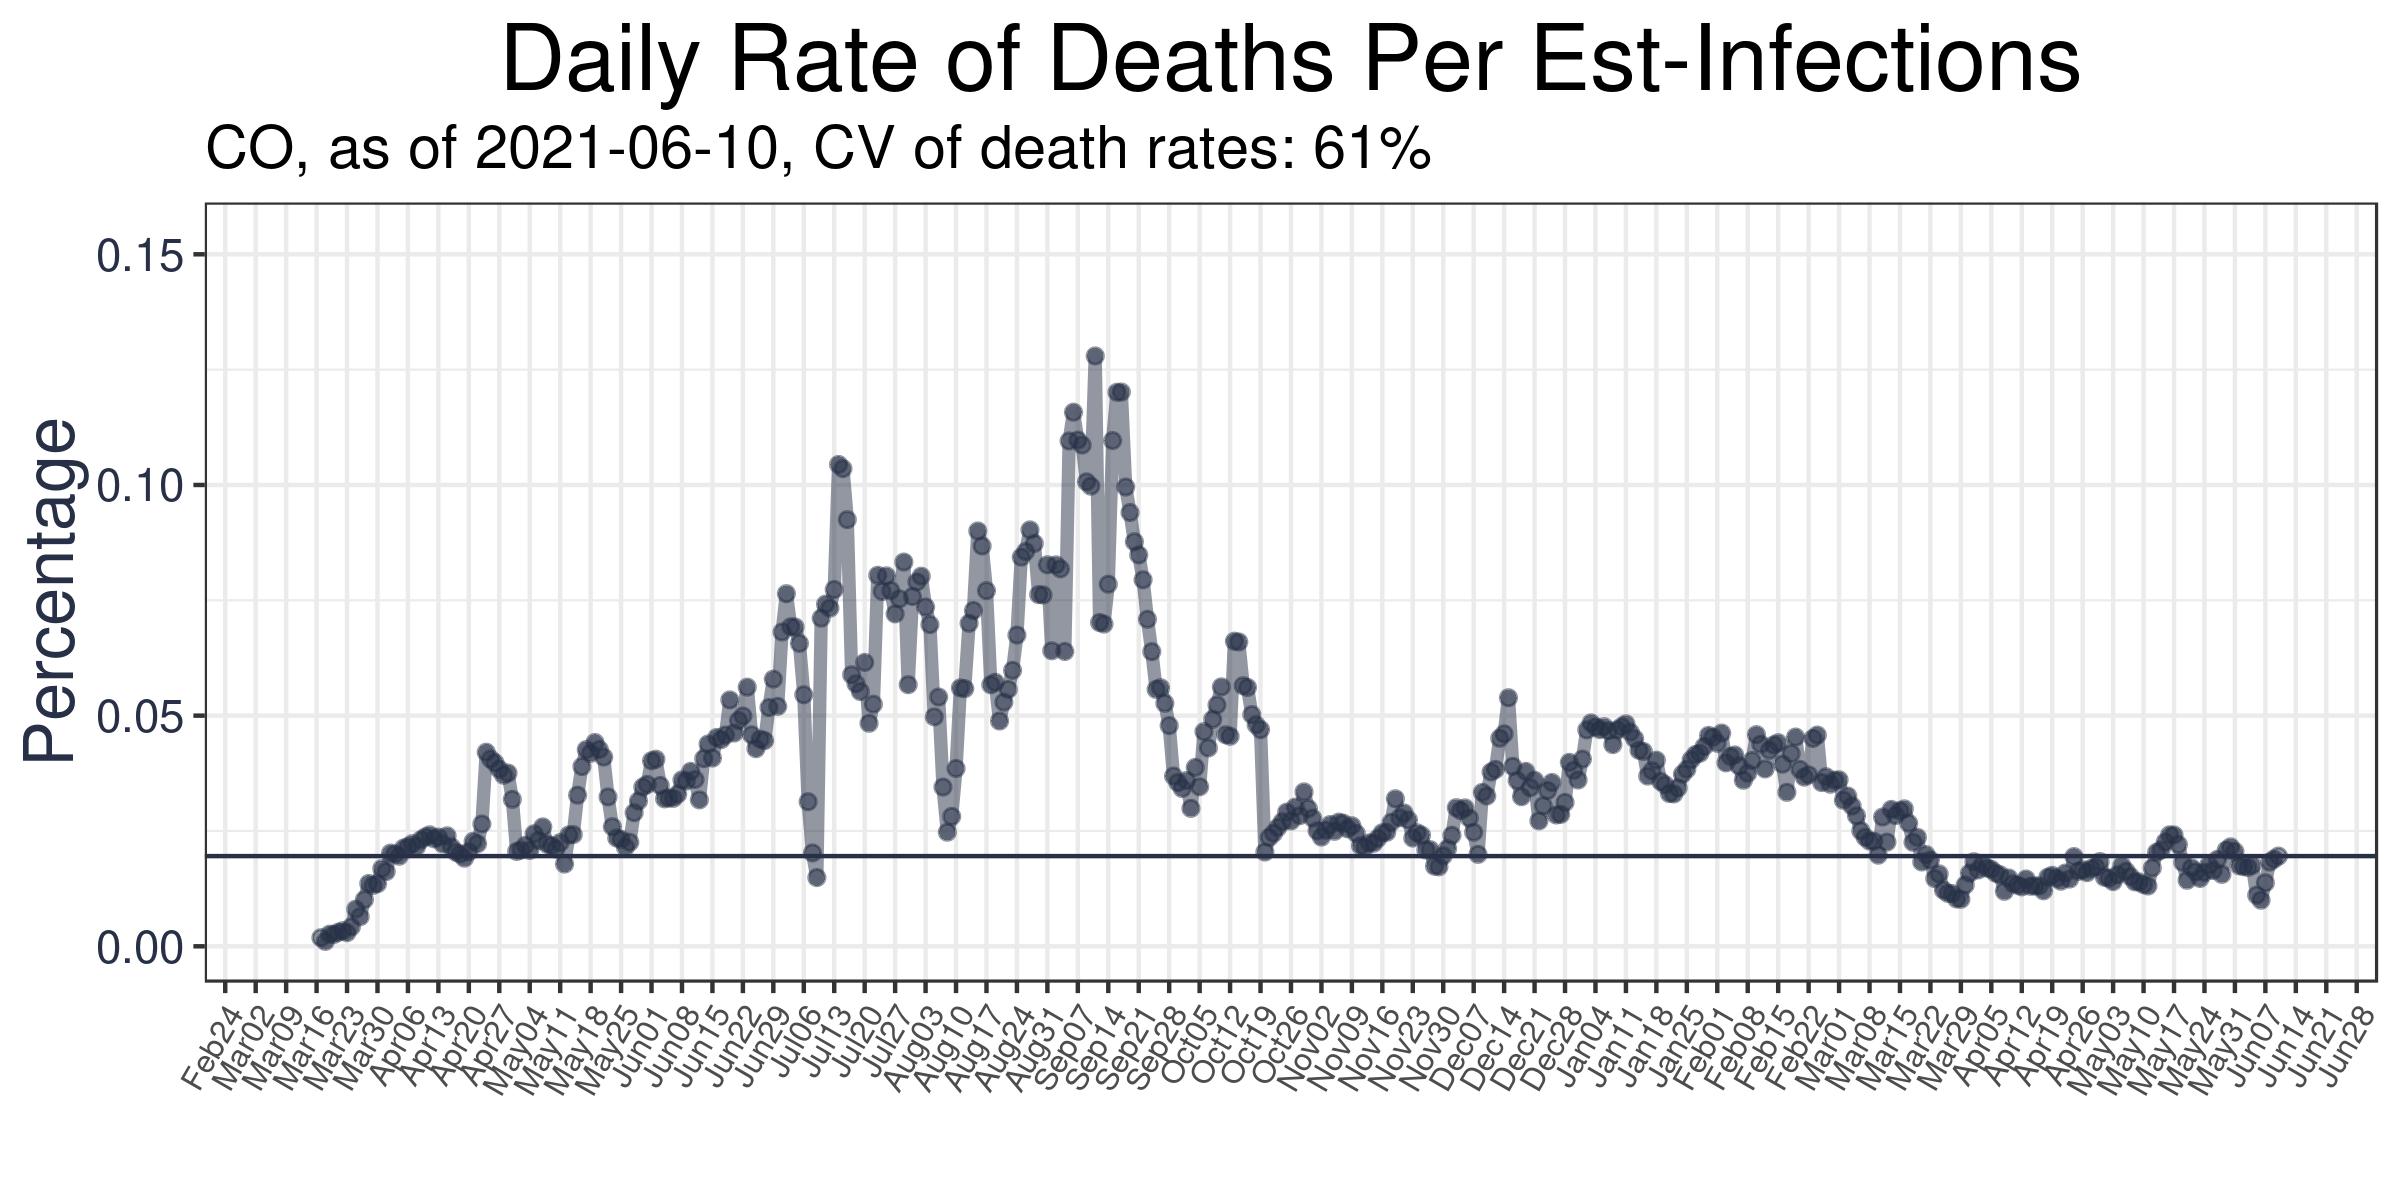 Daily Rate of Deaths Per Est-Infections
CO, as of 2021-06-10, CV of death rates: 61%
Percentage
0.15
0.10
0.05
0.00
Feb24
Mar02
Mar09
Mar16
Mar23
Mar30
Apr06
Apr13
Apr20
Apr27
May04
May11
May18
May25
Jun01
Jun08
Jun15
Jun22
Jun29
Jul06
Jul13
Jul20
Jul27
Aug03
Aug10
Aug17
Aug24
Aug31
Sep07
Sep14
Sep21
Sep28
Oct05
Oct12
Oct19
Oct26
Nov02
Nov09
Nov16
Nov23
Nov30
Dec07
Dec14
Dec21
Dec28
Jan04
Jan11
Jan18
Jan25
Feb01
Feb08
Feb15
Feb22
Mar01
Mar08
Mar15
Mar22
Mar29
Apr05
Apr12
Apr19
Apr26
May03
May10
May17
May24
May31
Jun07
Jun14
Jun21
Jun28